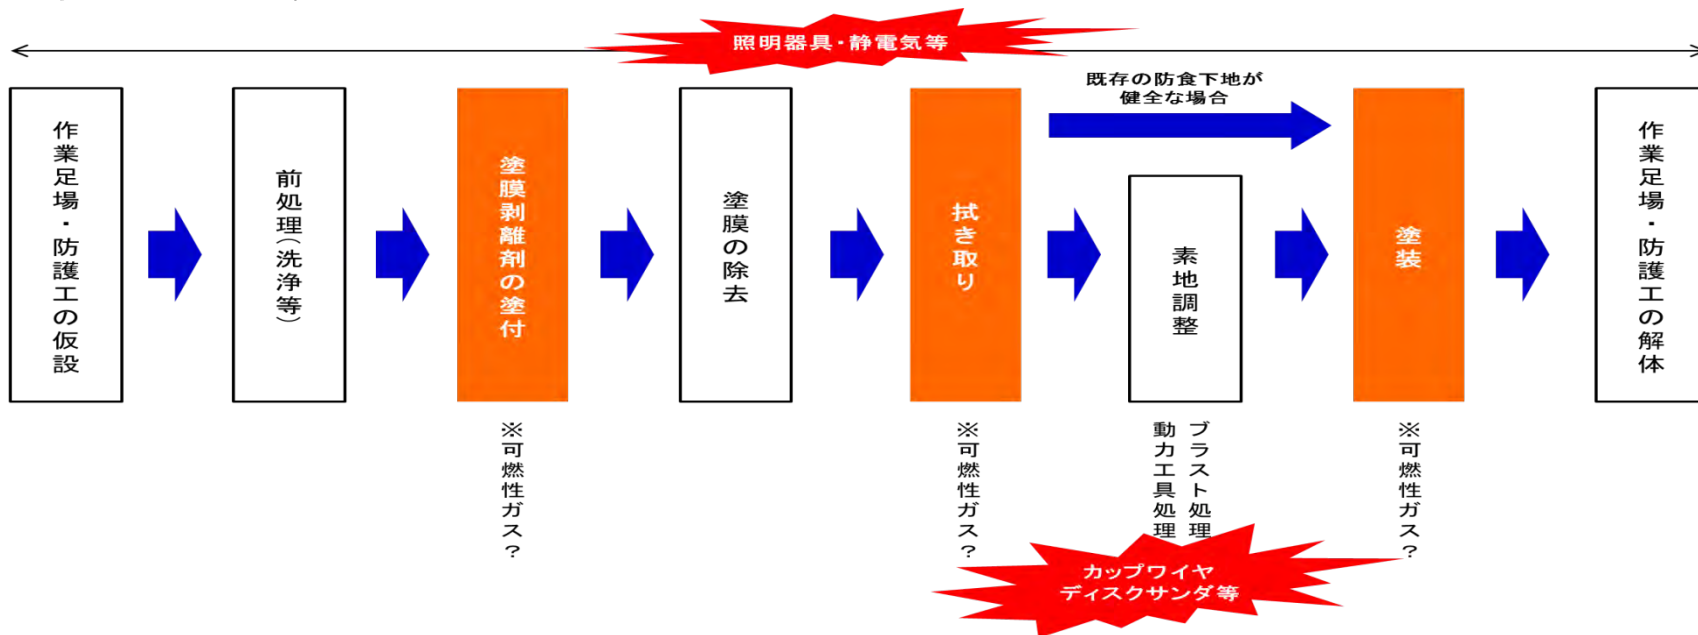 照明器具・静電気等
既存の防食下地が
健全な場合
作業足場・防護工の仮設
前処理(洗浄等)
塗膜剥離剤の塗付
塗膜の除去
拭き取り
素地調整
塗装
作業足場・防護工の解体
※可燃性ガス?
※可燃性ガス?
ブラスト処理
動力工具処理
※可燃性ガス?
カップワイヤ
ディスクサンダ等